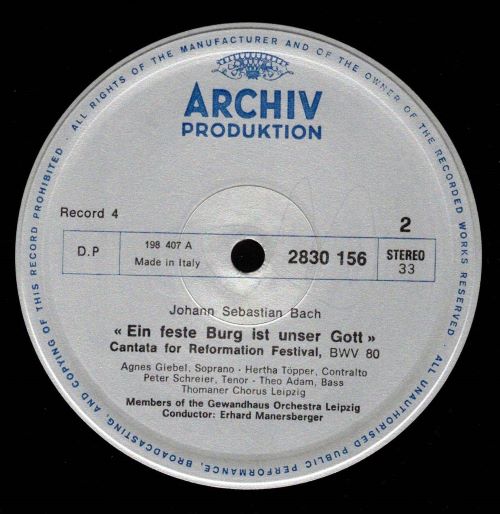 ALL RIGHTS OF THE MANUFACTURER AND OF THE OWNER OF THE RECORDED WORKS RESERVED · ALL UNAUTHORISED PUBLIC PERFORMANCE, BROADCASTING, AND COPYING OF THIS RECORD PROHIBITED ·
ARCHIV
PRODUKTION
Record 4
2
D.P
198 407 A
Made in Italy
2830 156
STEREO
33
Johann Sebastian Bach
« Ein feste Burg ist unser Gott »
Cantata for Reformation Festival, BWV 80
Agnes Giebel, Soprano - Hertha Töpper, Contralto
Peter Schreier, Tenor - Theo Adam, Bass
Thomaner Chorus Leipzig
Members of the Gewandhaus Orchestra Leipzig
Conductor: Erhard Manersberger